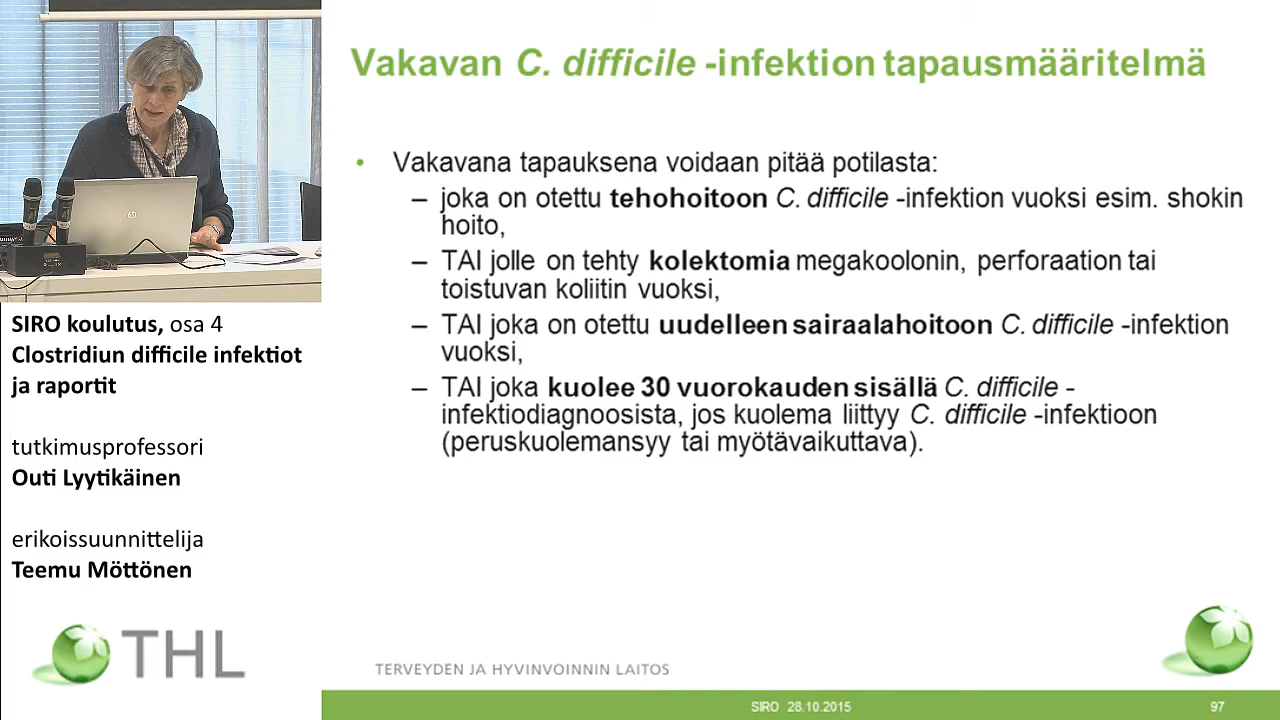 Vakavan C. difficile -infektion tapausmääritelmä
• Vakavana tapauksena voidaan pitää potilasta:
– joka on otettu tehohoitoon C. difficile -infektion vuoksi esim. shokin
hoito,
– TAI jolle on tehty kolektomia megakoolonin, perforaation tai
toistuvan koliitin vuoksi,
– TAI joka on otettu uudelleen sairaalahoitoon C. difficile -infektion
vuoksi,
– TAI joka kuolee 30 vuorokauden sisällä C. difficile -
infektiodiagnoosista, jos kuolema liittyy C. difficile -infektioon
(peruskuolemansyy tai myötävaikuttava).
SIRO koulutus, osa 4
Clostridiun difficile infektiot
ja raportit
tutkimusprofessori
Outi Lyytikäinen
erikoissuunnittelija
Teemu Möttönen
THL
TERVEYDEN JA HYVINVOINNIN LAITOS
SIRO 28.10.2015
97